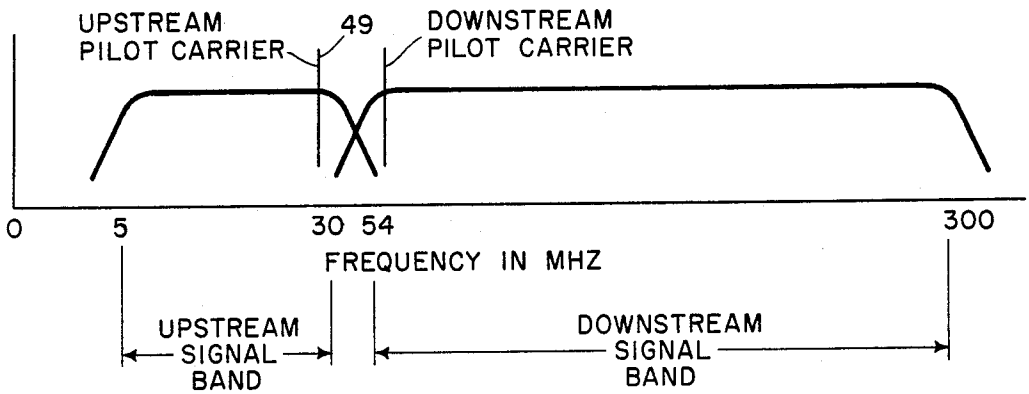 UPSTREAM
PILOT CARRIER
49
DOWNSTREAM
PILOT CARRIER
0 5 30 54 300
FREQUENCY IN MHZ
UPSTREAM
SIGNAL
BAND
DOWNSTREAM
SIGNAL
BAND